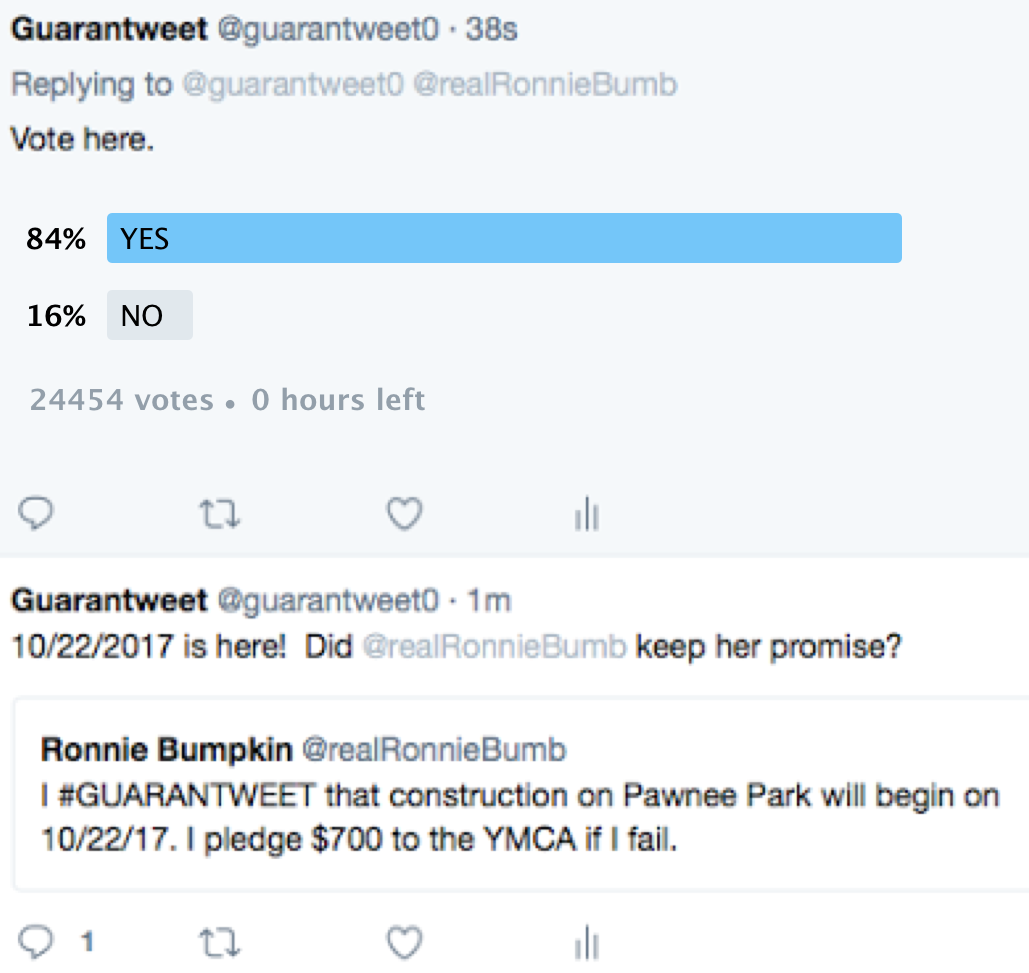 Guarantweet @guarantweet0 · 38s
Replying to @guarantweet0 @realRonnieBumb
Vote here.
84% YES
16% NO
24454 votes • 0 hours left
Guarantweet @guarantweet0 · 1m
10/22/2017 is here!  Did @realRonnieBumb keep her promise?
Ronnie Bumpkin @realRonnieBumb
I #GUARANTWEET that construction on Pawnee Park will begin on
10/22/17. I pledge $700 to the YMCA if I fail.
1